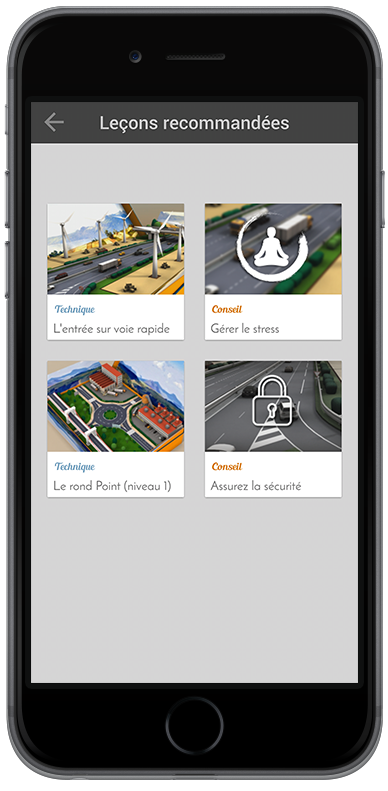 Leçons recommandées
Technique
L'entrée sur voie rapide
Conseil
Gérer le stress
Technique
Le rond Point (niveau 1)
Conseil
Assurez la sécurité